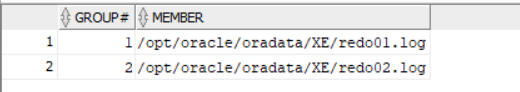 GROUP# MEMBER
1 1 /opt/oracle/oradata/XE/redo01.log
2 2 /opt/oracle/oradata/XE/redo02.log